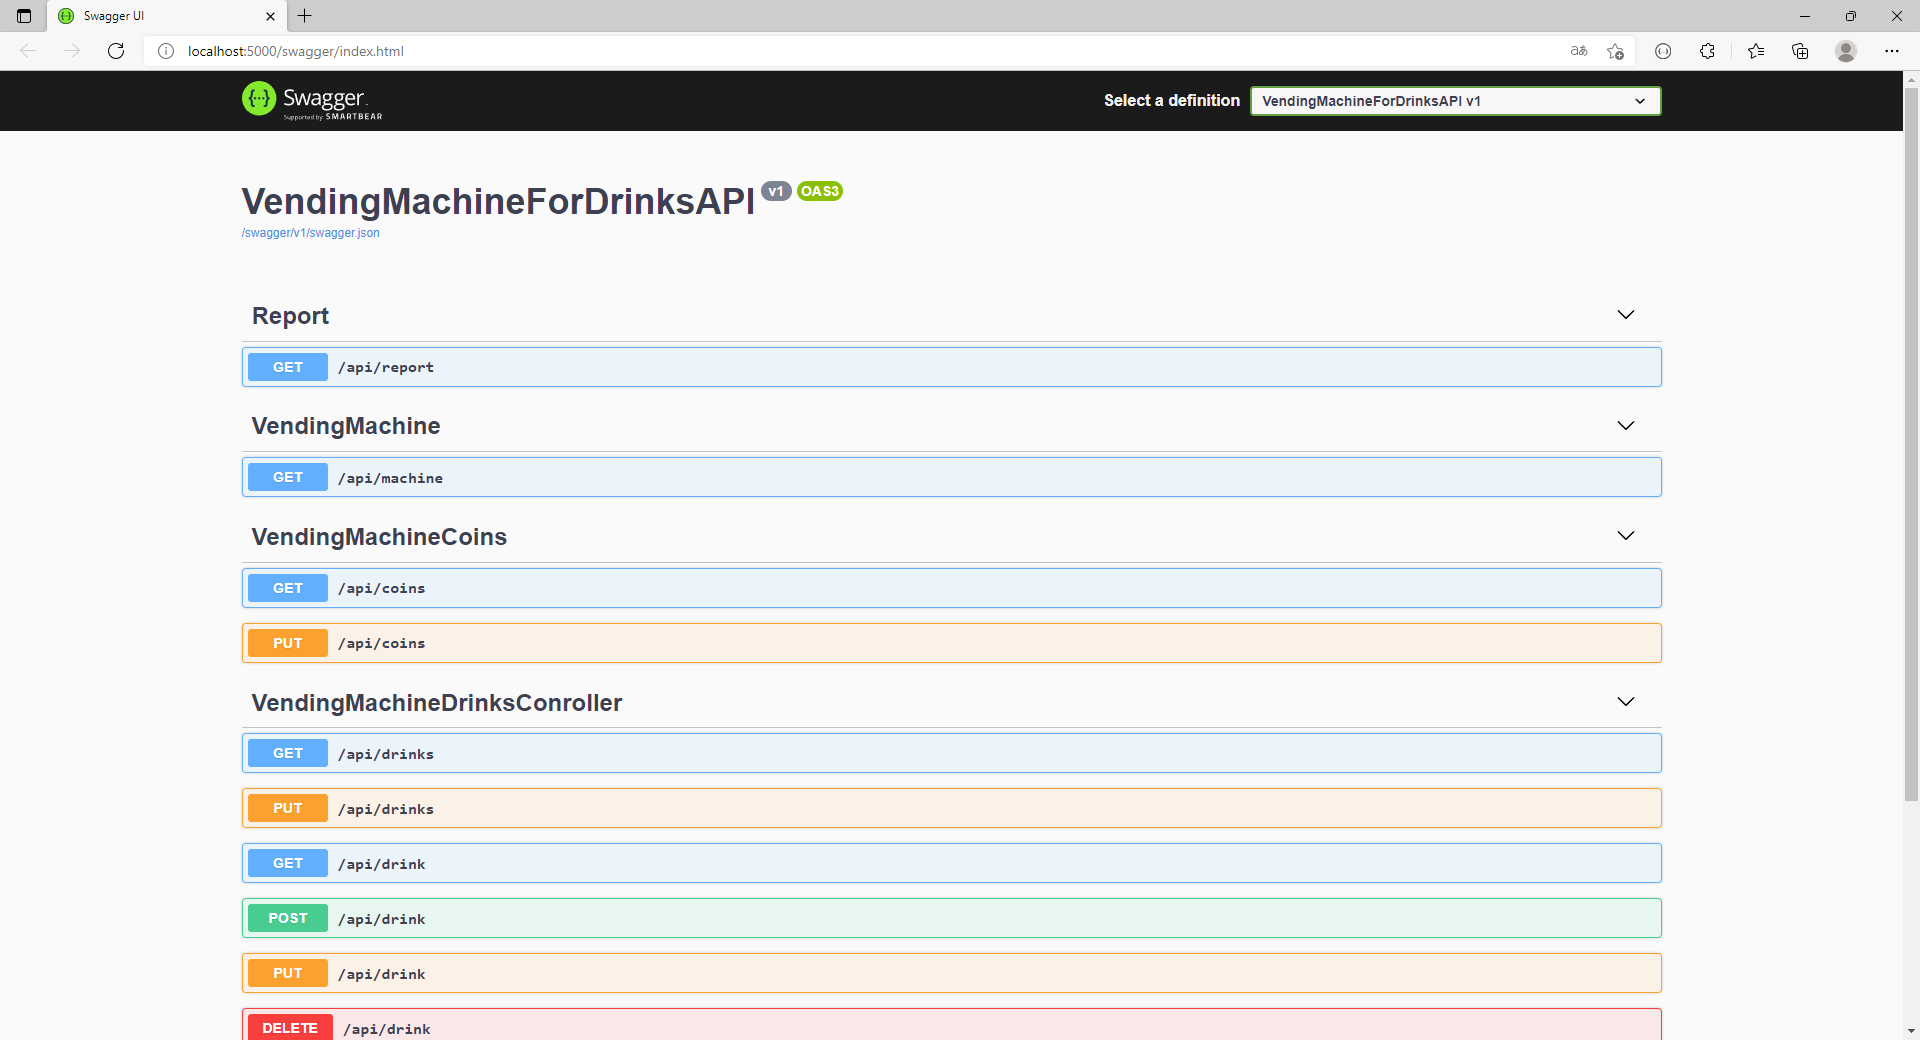 Swagger UI
localhost:5000/swagger/index.html
aあ
Swagger
Supported by SMARTBEAR
Select a definition
VendingMachineForDrinksAPI v1
VendingMachineForDrinksAPI v1 OAS3
/swagger/v1/swagger.json
Report
GET /api/report
VendingMachine
GET /api/machine
VendingMachineCoins
GET /api/coins
PUT /api/coins
VendingMachineDrinksConroller
GET /api/drinks
PUT /api/drinks
GET /api/drink
POST /api/drink
PUT /api/drink
DELETE /api/drink